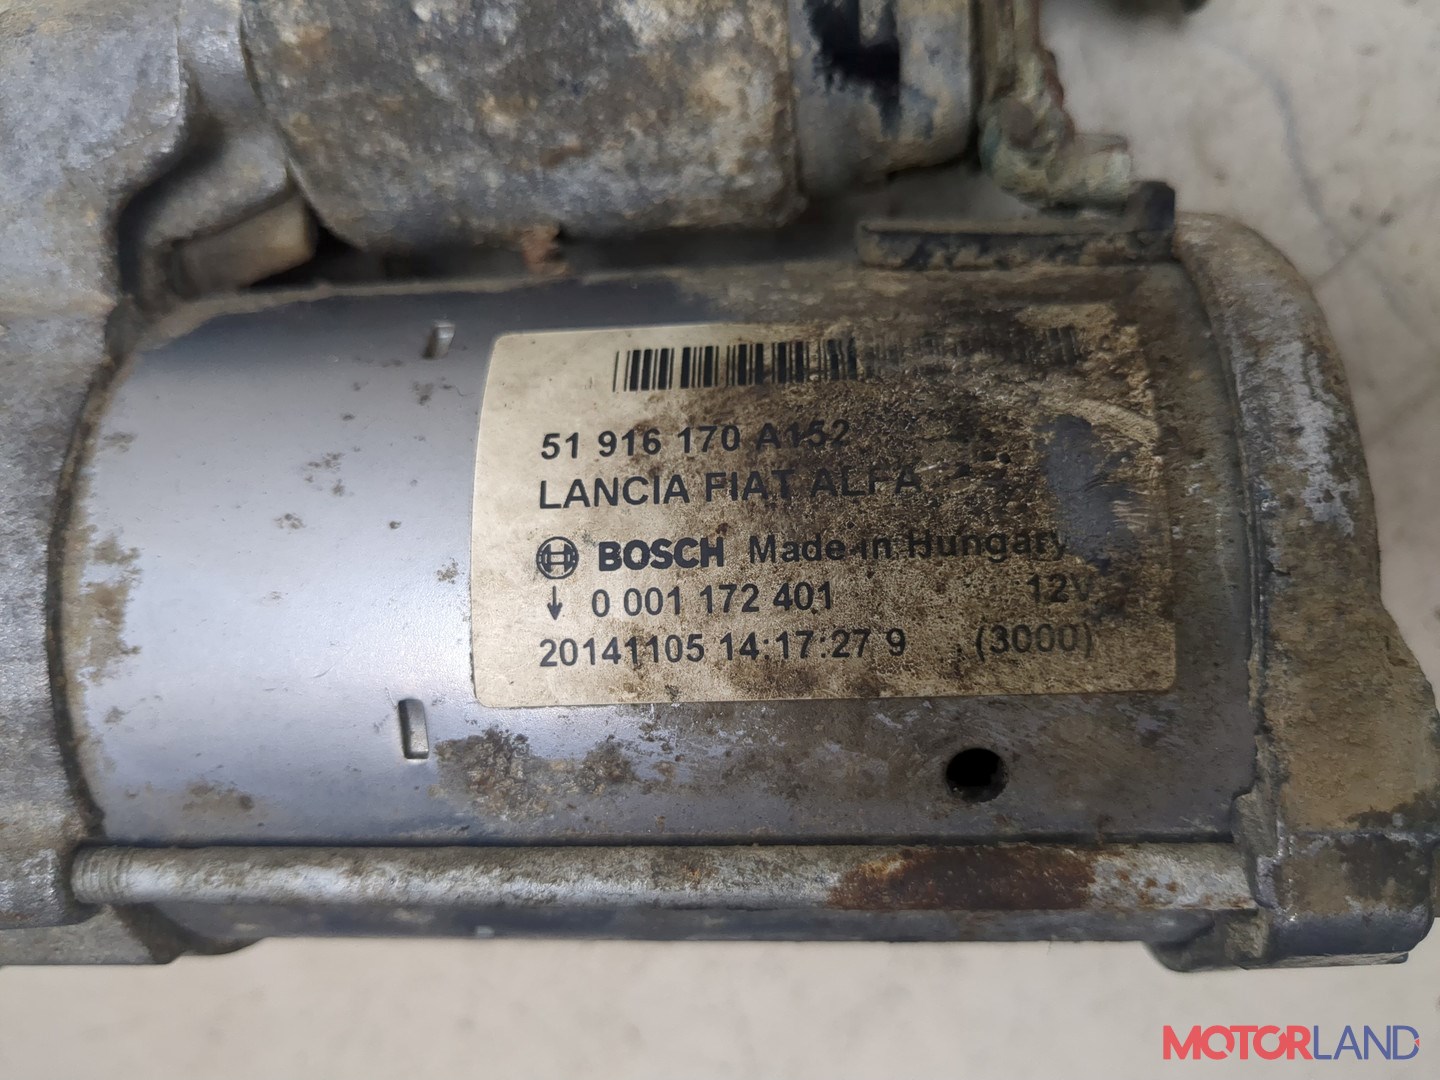 51 916 170 A152
LANCIA FIAT ALFA
BOSCH Made in Hungary
↓ 0 001 172 401 12V
20141105 14:17:27 9 (3000)
MOTORLAND